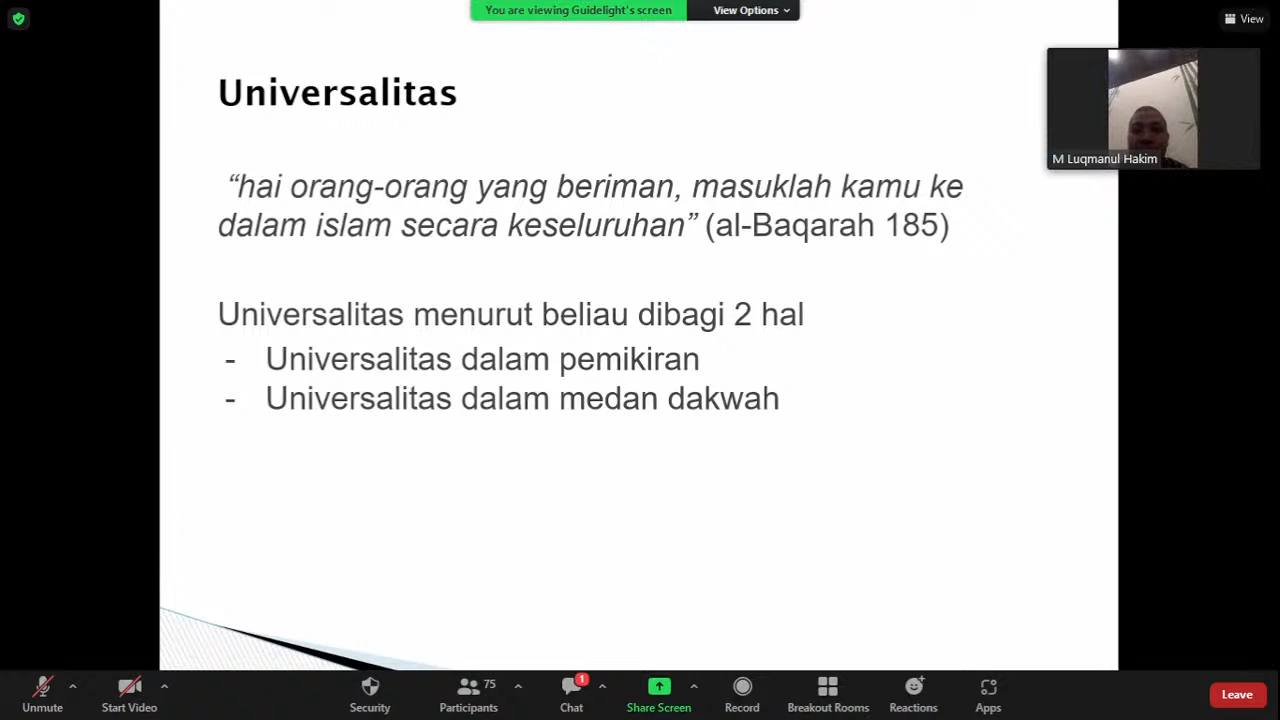 You are viewing Guidelight's screen
View Options
View
Universalitas
M Luqmanul Hakim
“hai orang-orang yang beriman, masuklah kamu ke
dalam islam secara keseluruhan” (al-Baqarah 185)
Universalitas menurut beliau dibagi 2 hal
- Universalitas dalam pemikiran
- Universalitas dalam medan dakwah
75
1
Unmute
Start Video
Security
Participants
Chat
Share Screen
Record
Breakout Rooms
Reactions
Apps
Leave